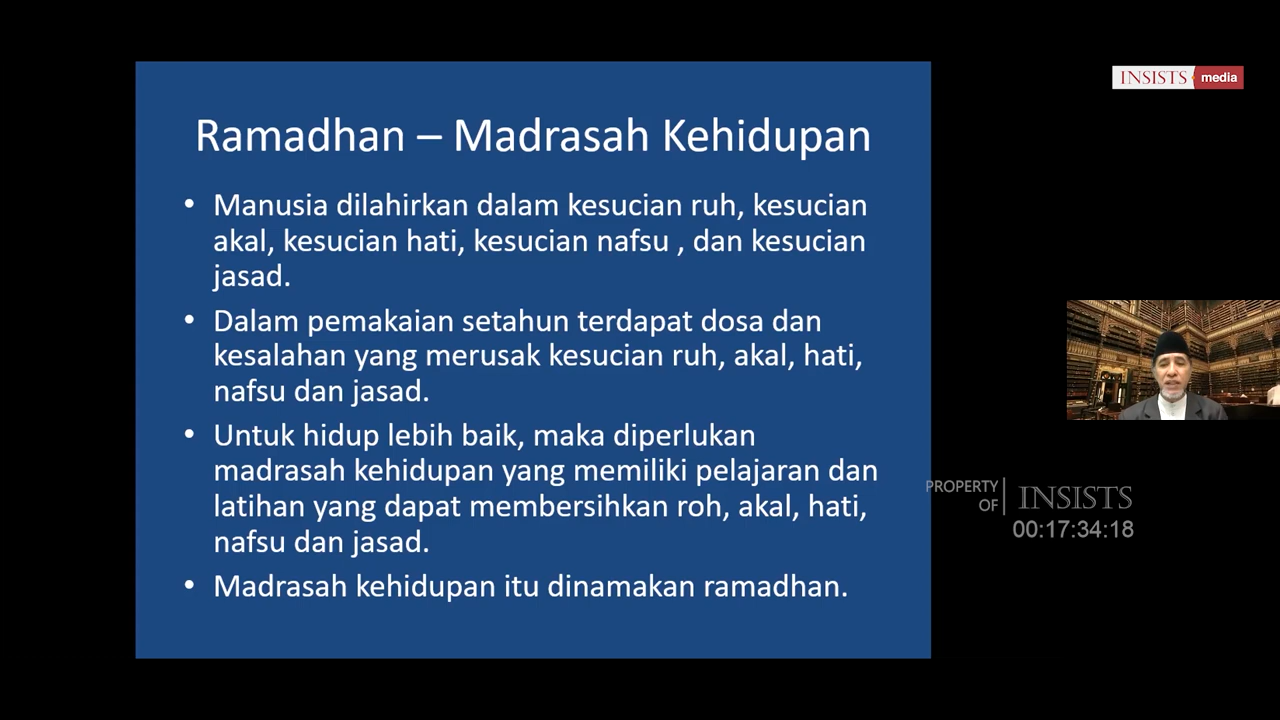 INSISTS media
Ramadhan – Madrasah Kehidupan
• Manusia dilahirkan dalam kesucian ruh, kesucian
akal, kesucian hati, kesucian nafsu , dan kesucian
jasad.
• Dalam pemakaian setahun terdapat dosa dan
kesalahan yang merusak kesucian ruh, akal, hati,
nafsu dan jasad.
• Untuk hidup lebih baik, maka diperlukan
madrasah kehidupan yang memiliki pelajaran dan
latihan yang dapat membersihkan roh, akal, hati,
nafsu dan jasad.
• Madrasah kehidupan itu dinamakan ramadhan.
PROPERTY
OF
INSISTS
00:17:34:18